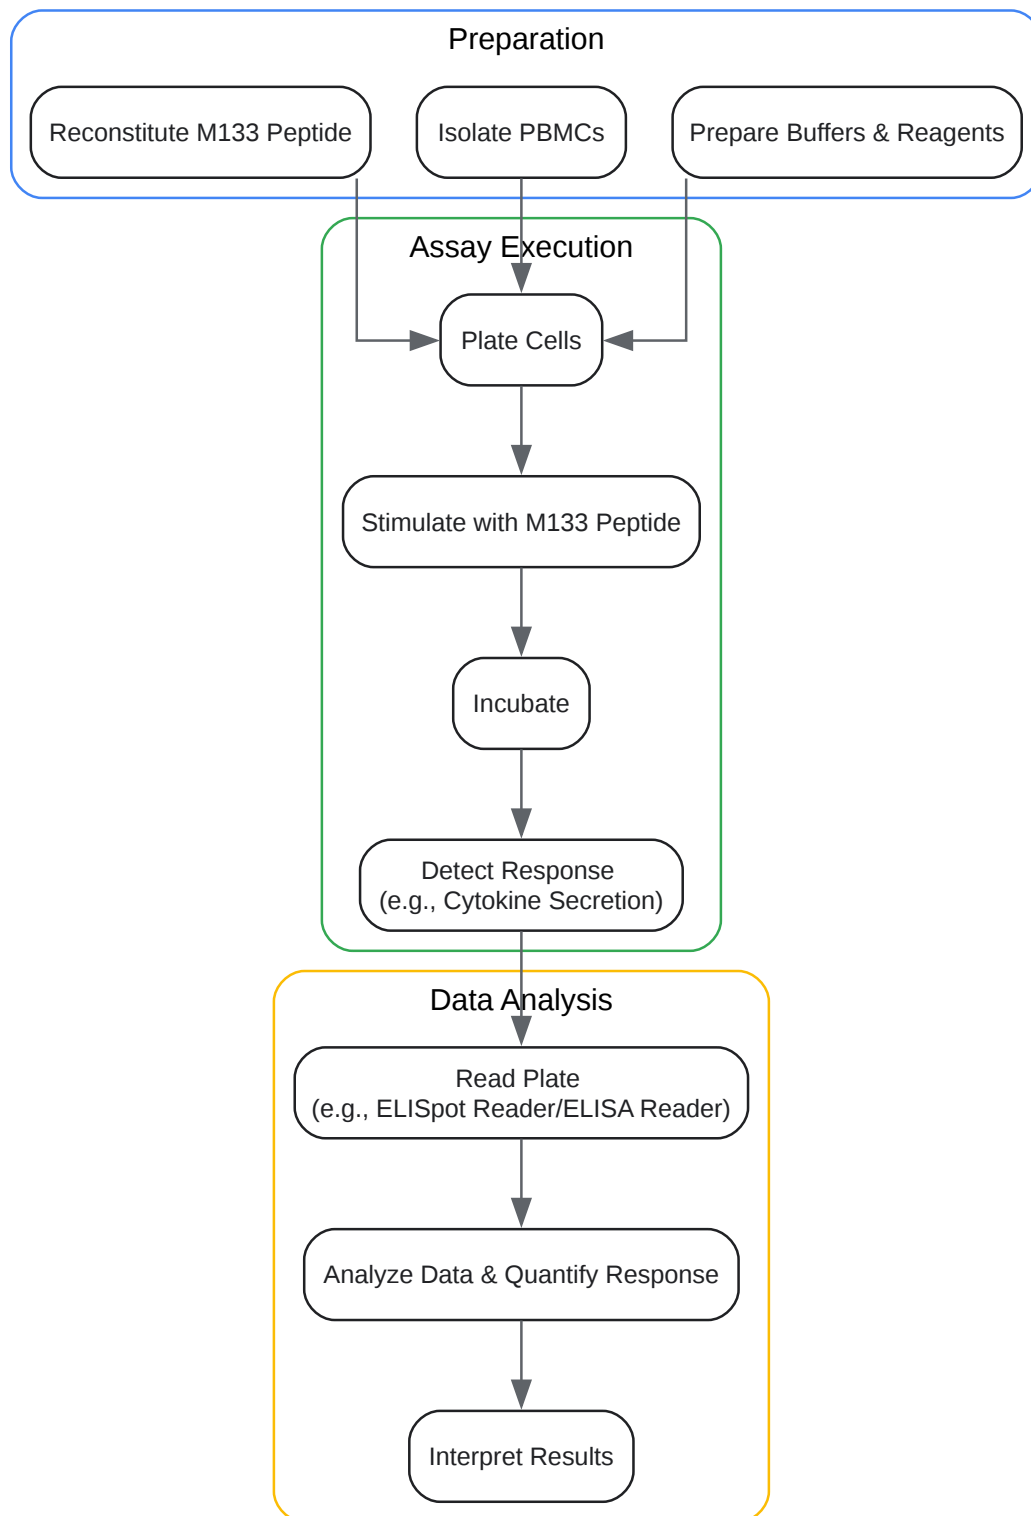 Preparation
Reconstitute M133 Peptide
Isolate PBMCs
Prepare Buffers & Reagents
Assay Execution
Plate Cells
Stimulate with M133 Peptide
Incubate
Detect Response
(e.g., Cytokine Secretion)
Data Analysis
Read Plate
(e.g., ELISpot Reader/ELISA Reader)
Analyze Data & Quantify Response
Interpret Results